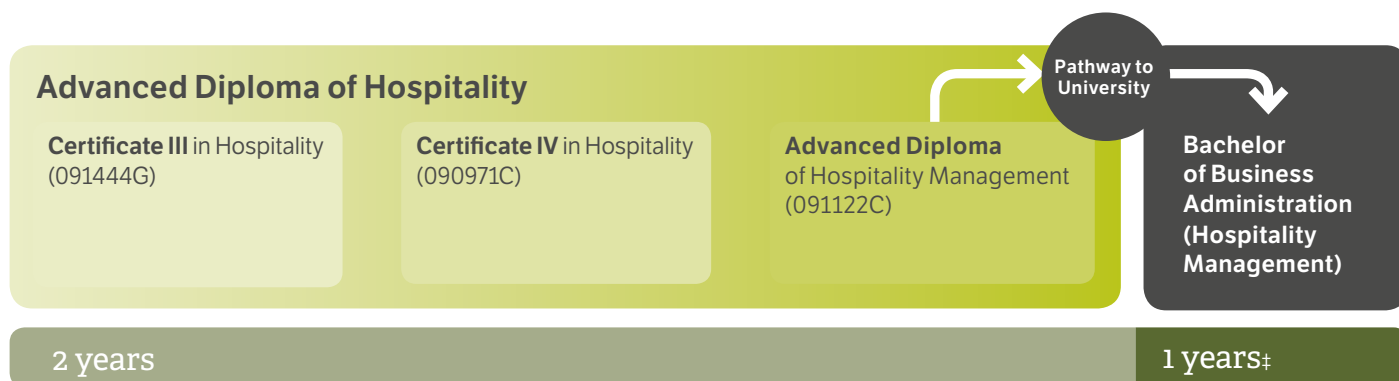 Advanced Diploma of Hospitality
Certificate III in Hospitality
(091444G)
Certificate IV in Hospitality
(090971C)
Advanced Diploma
of Hospitality Management
(091122C)
Pathway to
University
Bachelor
of Business
Administration
(Hospitality
Management)
2 years
1 years‡